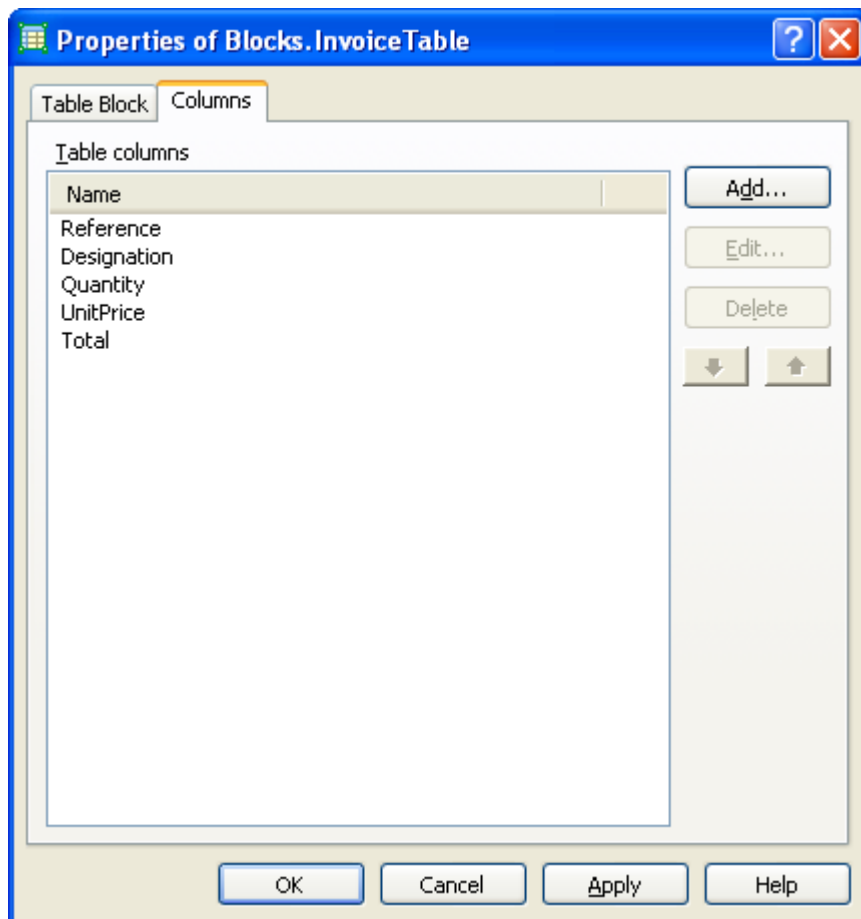 Properties of Blocks.InvoiceTable
?
Table Block
Columns
Table columns
Name
Reference
Designation
Quantity
UnitPrice
Total
Add...
Edit...
Delete
OK
Cancel
Apply
Help